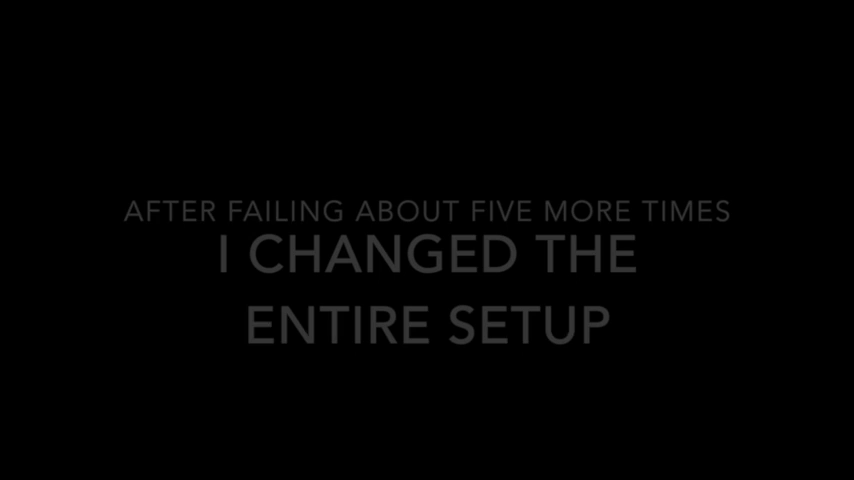 AFTER FAILING ABOUT FIVE MORE TIMES
I CHANGED THE
ENTIRE SETUP